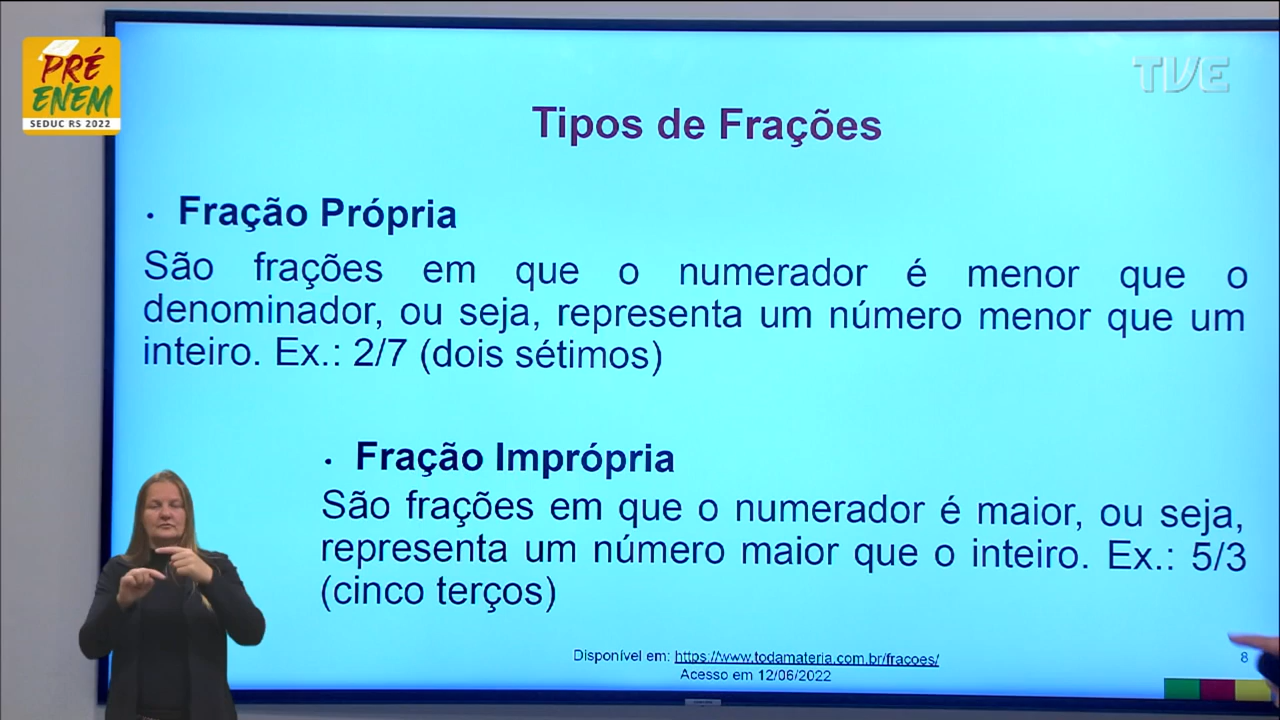 PRÉ
ENEM
SEDUC RS 2022
TVE
Tipos de Frações
• Fração Própria
São frações em que o numerador é menor que o
denominador, ou seja, representa um número menor que um
inteiro. Ex.: 2/7 (dois sétimos)
• Fração Imprópria
São frações em que o numerador é maior, ou seja,
representa um número maior que o inteiro. Ex.: 5/3
(cinco terços)
Disponível em: https://www.todamateria.com.br/fracoes/
Acesso em 12/06/2022
8